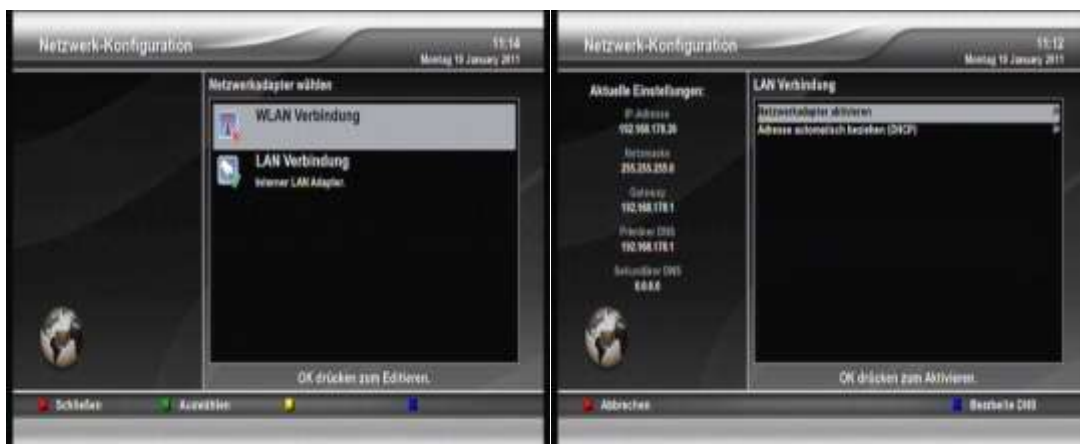 Netzwerk-Konfiguration
11:14
Montag 10 January 2011
Netzwerkadapter wählen
WLAN Verbindung
LAN Verbindung
Interner LAN Adapter.
OK drücken zum Editieren.
Schließen
Auswählen
Netzwerk-Konfiguration
11:12
Montag 10 January 2011
Aktuelle Einstellungen:
IP-Adresse
192.168.178.20
Netzmaske
255.255.255.0
Gateway
192.168.178.1
Primärer DNS
192.168.178.1
Sekundärer DNS
0.0.0.0
LAN Verbindung
Netzwerkadapter aktivieren
Adresse automatisch beziehen (DHCP)
OK drücken zum Aktivieren.
Abbrechen
Bearbeite DNS